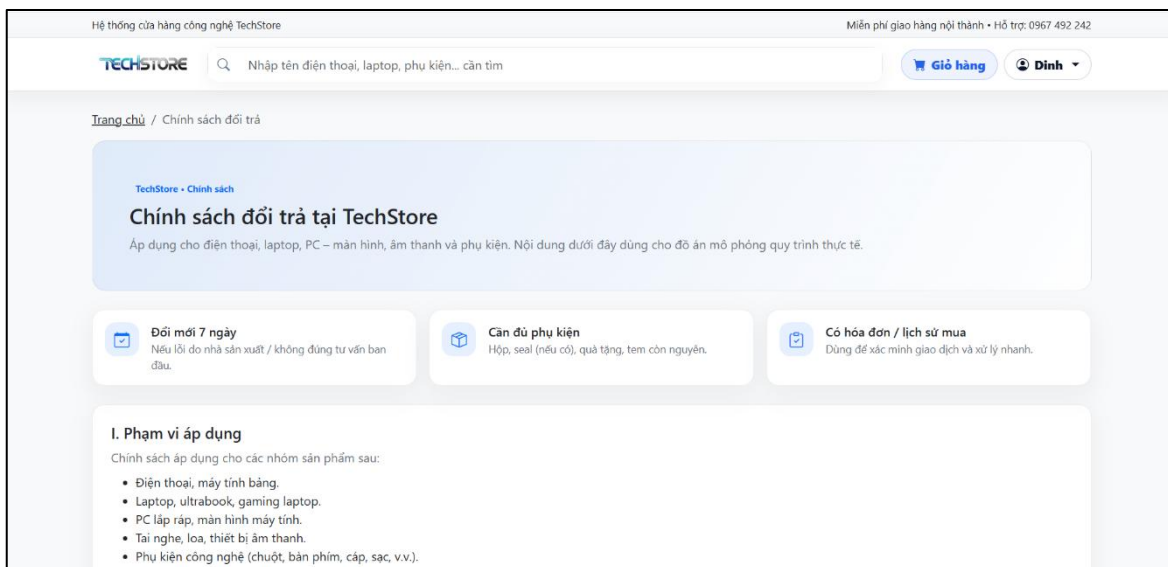 Hệ thống cửa hàng công nghệ TechStore
Miễn phí giao hàng nội thành • Hỗ trợ: 0967 492 242
TECHSTORE
Nhập tên điện thoại, laptop, phụ kiện... cần tìm
Giỏ hàng
Dinh
Trang chủ / Chính sách đổi trả
TechStore • Chính sách
Chính sách đổi trả tại TechStore
Áp dụng cho điện thoại, laptop, PC – màn hình, âm thanh và phụ kiện. Nội dung dưới đây dùng cho đồ án mô phỏng quy trình thực tế.
Đổi mới 7 ngày
Nếu lỗi do nhà sản xuất / không đúng tư vấn ban
đầu.
Cần đủ phụ kiện
Hộp, seal (nếu có), quà tặng, tem còn nguyên.
Có hóa đơn / lịch sử mua
Dùng để xác minh giao dịch và xử lý nhanh.
I. Phạm vi áp dụng
Chính sách áp dụng cho các nhóm sản phẩm sau:
• Điện thoại, máy tính bảng.
• Laptop, ultrabook, gaming laptop.
• PC lắp ráp, màn hình máy tính.
• Tai nghe, loa, thiết bị âm thanh.
• Phụ kiện công nghệ (chuột, bàn phím, cáp, sạc, v.v.).